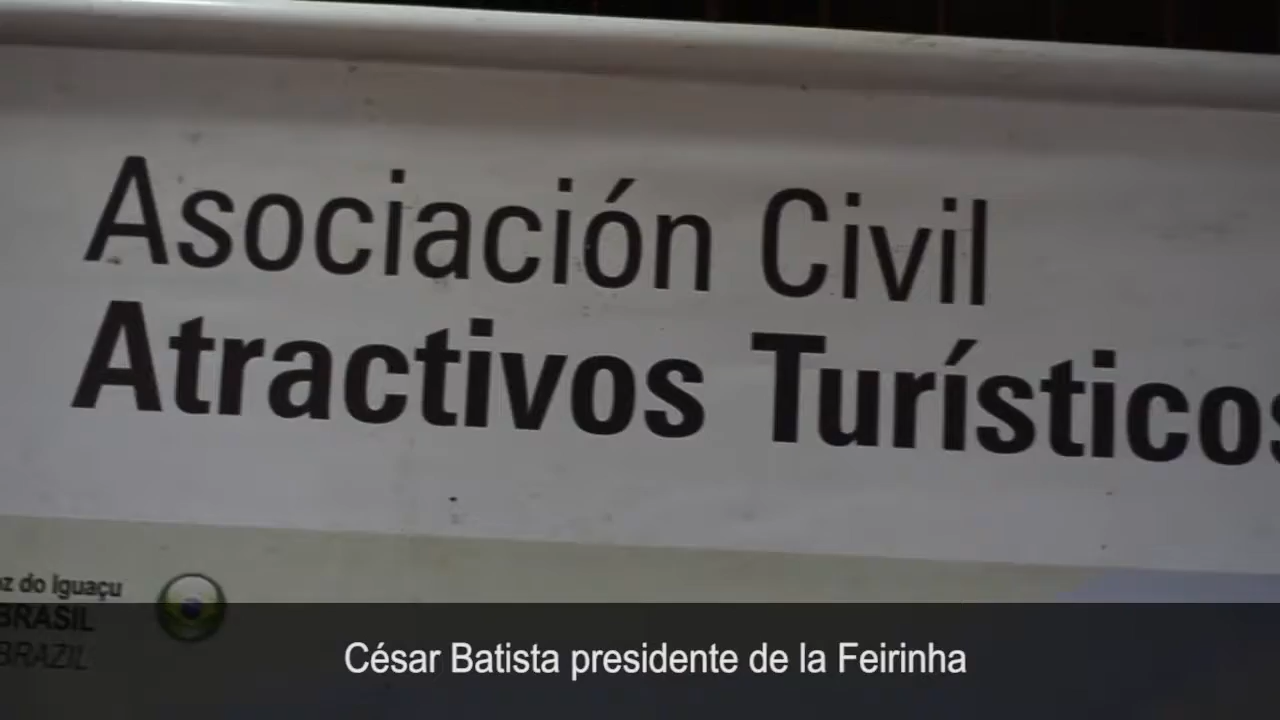 Asociación Civil
Atractivos Turísticos
do Iguaçu
BRASIL
BRAZIL
César Batista presidente de la Feirinha